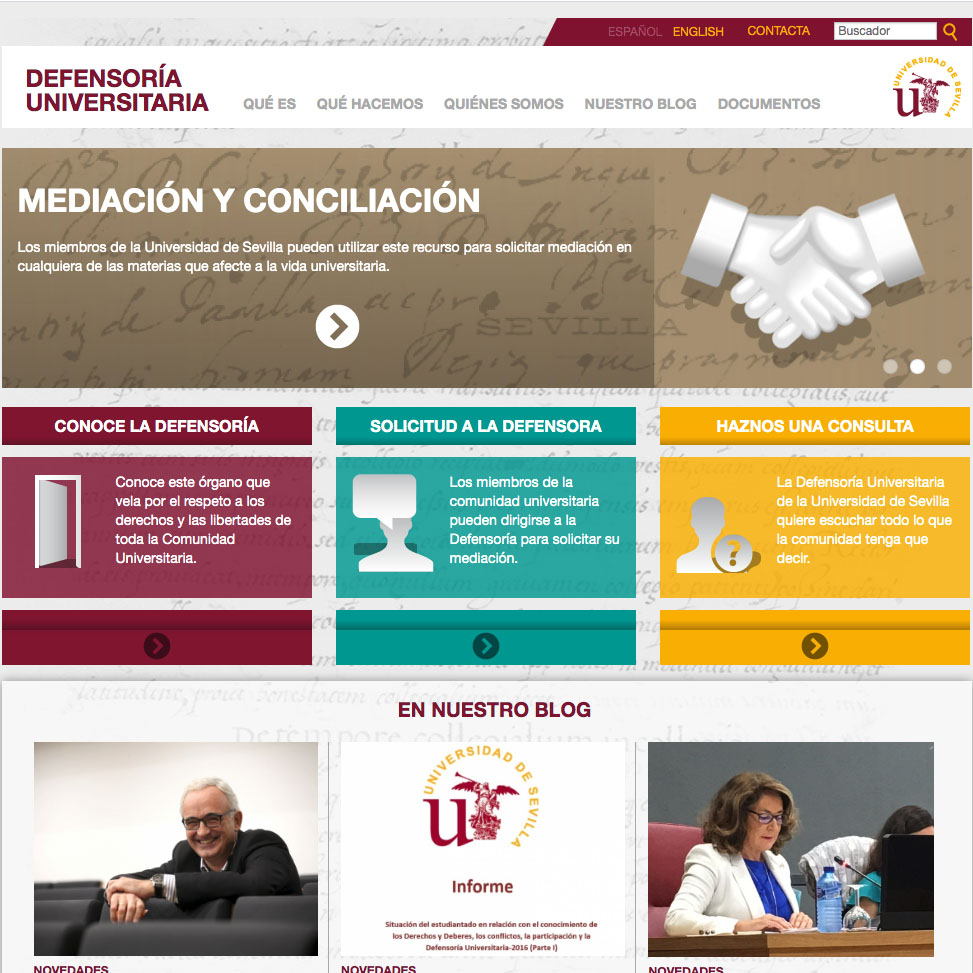 ESPAÑOL ENGLISH CONTACTA Buscador
DEFENSORÍA
UNIVERSITARIA
QUÉ ES QUÉ HACEMOS QUIÉNES SOMOS NUESTRO BLOG DOCUMENTOS
UNIVERSIDAD DE SEVILLA
MEDIACIÓN Y CONCILIACIÓN
Los miembros de la Universidad de Sevilla pueden utilizar este recurso para solicitar mediación en
cualquiera de las materias que afecte a la vida universitaria.
SEVILLA
CONOCE LA DEFENSORÍA
Conoce este órgano que
vela por el respeto a los
derechos y las libertades de
toda la Comunidad
Universitaria.
SOLICITUD A LA DEFENSORA
Los miembros de la
comunidad universitaria
pueden dirigirse a la
Defensoría para solicitar su
mediación.
HAZNOS UNA CONSULTA
La Defensoría Universitaria
de la Universidad de Sevilla
quiere escuchar todo lo que
la comunidad tenga que
decir.
?
EN NUESTRO BLOG
UNIVERSIDAD DE SEVILLA
Informe
Situación del estudiantado en relación con el conocimiento de
los Derechos y Deberes, los conflictos, la participación y la
Defensoría Universitaria-2016 (Parte I)
NOVEDADES
NOVEDADES
NOVEDADES